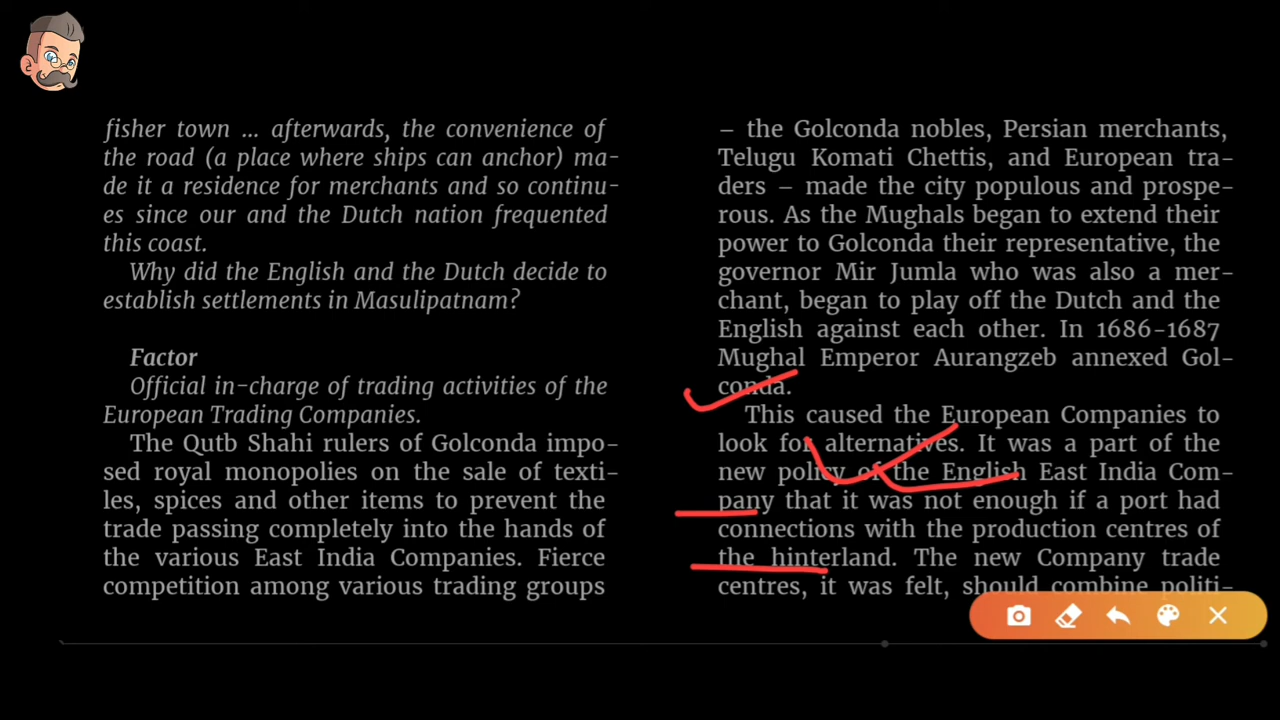 fisher town ... afterwards, the convenience of
the road (a place where ships can anchor) ma-
de it a residence for merchants and so continu-
es since our and the Dutch nation frequented
this coast.
Why did the English and the Dutch decide to
establish settlements in Masulipatnam?
Factor
Official in-charge of trading activities of the
European Trading Companies.
The Qutb Shahi rulers of Golconda impo-
sed royal monopolies on the sale of texti-
les, spices and other items to prevent the
trade passing completely into the hands of
the various East India Companies. Fierce
competition among various trading groups
– the Golconda nobles, Persian merchants,
Telugu Komati Chettis, and European tra-
ders – made the city populous and prospe-
rous. As the Mughals began to extend their
power to Golconda their representative, the
governor Mir Jumla who was also a mer-
chant, began to play off the Dutch and the
English against each other. In 1686-1687
Mughal Emperor Aurangzeb annexed Gol-
conda.
This caused the European Companies to
look for alternatives. It was a part of the
new policy of the English East India Com-
pany that it was not enough if a port had
connections with the production centres of
the hinterland. The new Company trade
centres, it was felt, should combine politi-